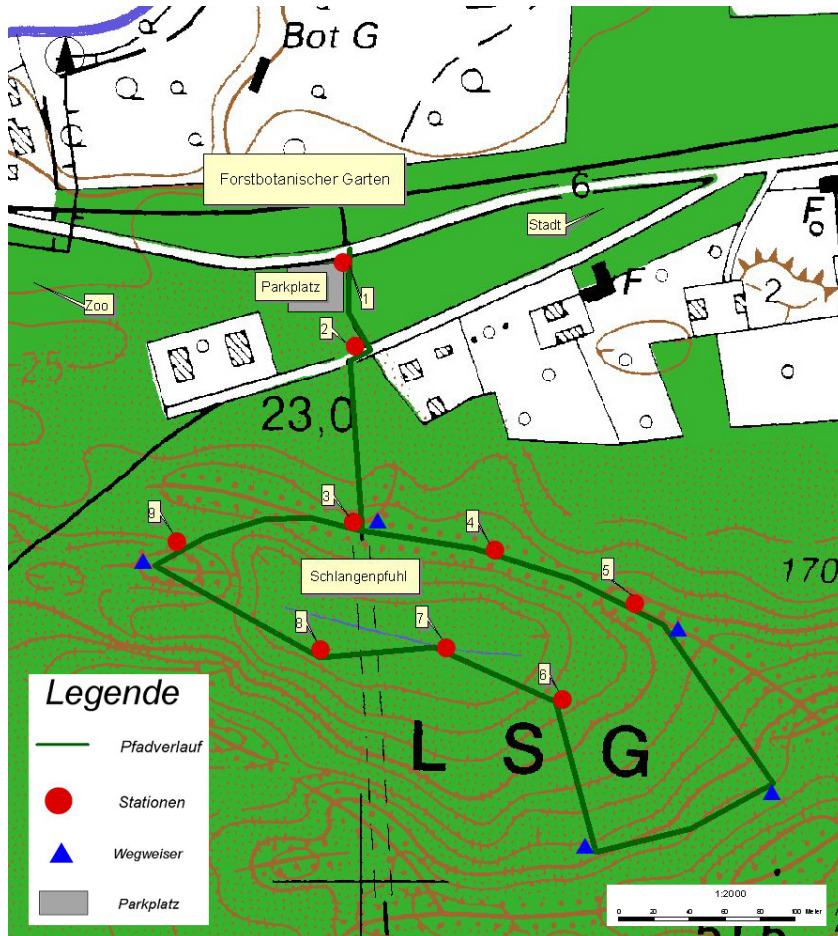 Bot G
Forstbotanischer Garten
6
Stadt
F
Parkplatz
1
Zoo
F
2
2
25
23,0
3
9
4
Schlangenpfuhl
5
170
8
7
6
L S G
Legende
Pfadverlauf
Stationen
Wegweiser
Parkplatz
1:2000
0 20 40 60 80 100 Meter